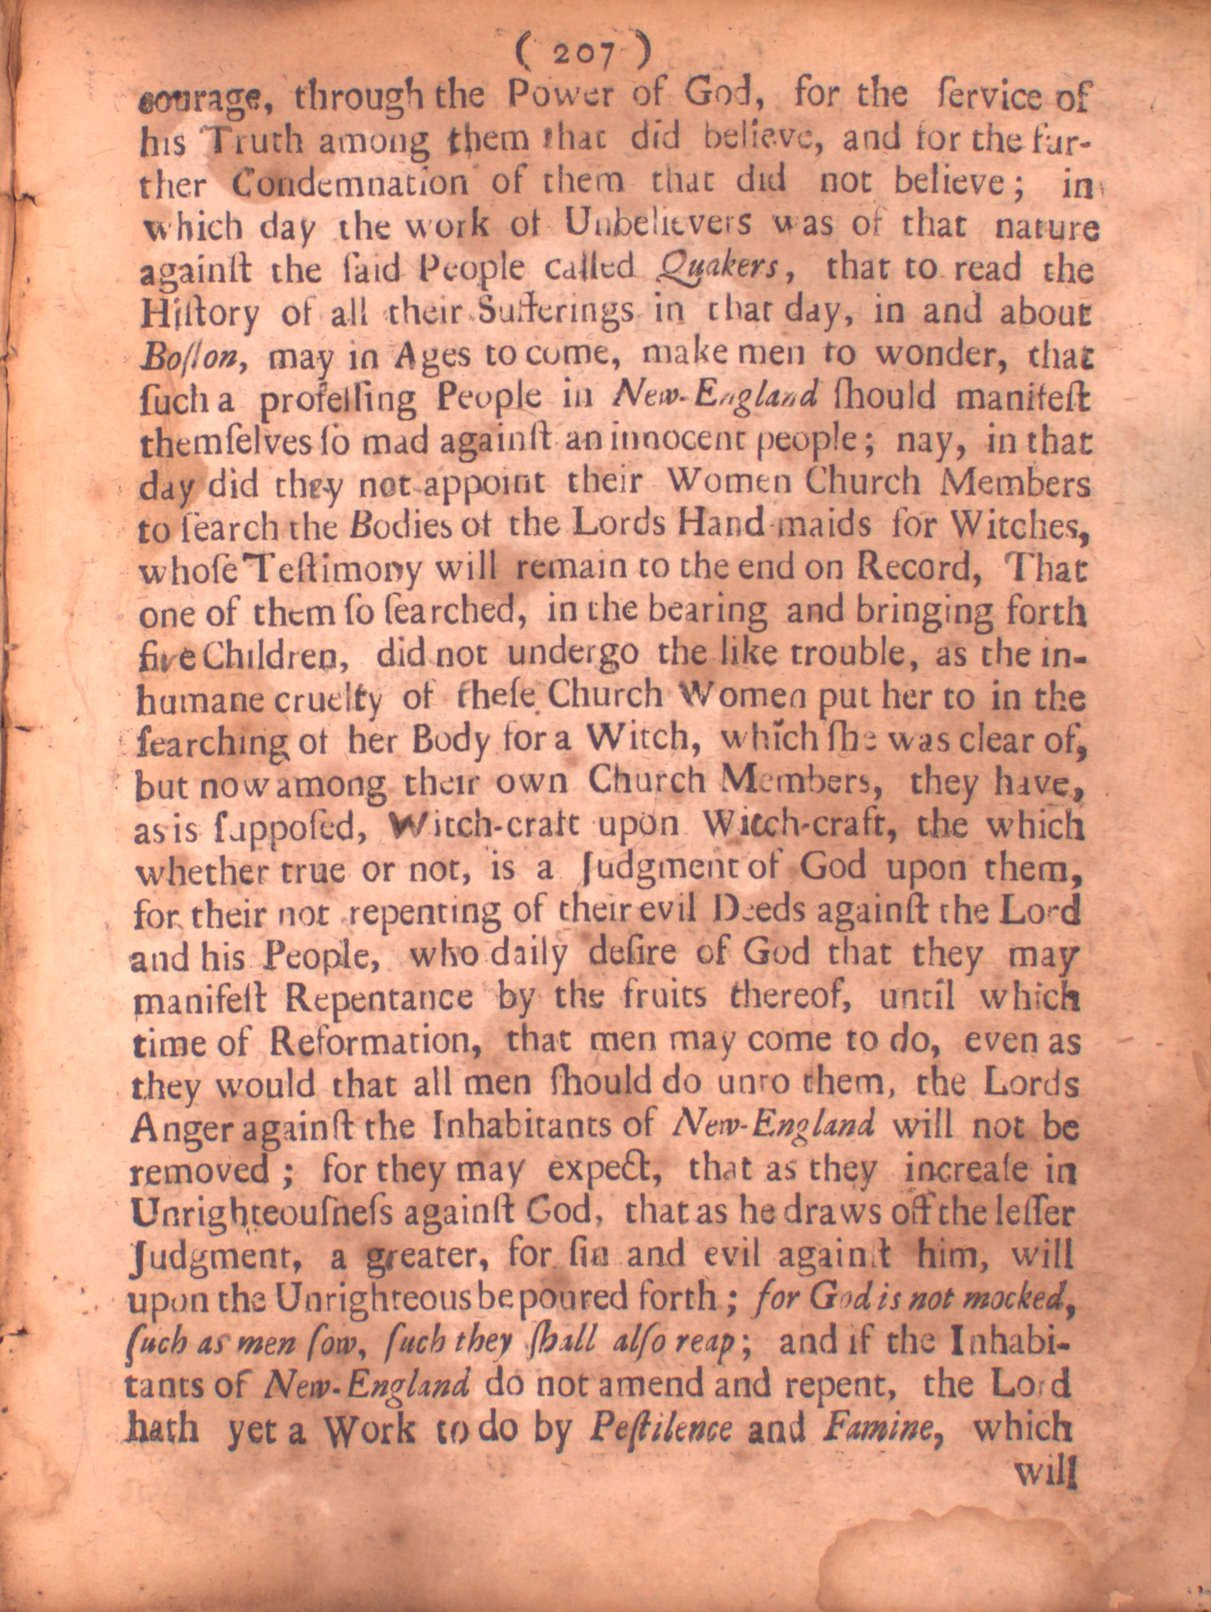 ( 207 )
courage, through the Power of God, for the ſervice of
his Truth among them that did believe, and for the fur-
ther Condemnation of them that did not believe; in
which day the work of Unbelievers was of that nature
againſt the ſaid People called Quakers, that to read the
Hiſtory of all their Sufferings in that day, in and about
Boſton, may in Ages to come, make men to wonder, that
ſuch a profeſſing People in New-England ſhould manifeſt
themſelves ſo mad againſt an innocent people; nay, in that
day did they not appoint their Women Church Members
to ſearch the Bodies of the Lords Hand-maids for Witches,
whoſe Teſtimony will remain to the end on Record, That
one of them ſo ſearched, in the bearing and bringing forth
five Children, did not undergo the like trouble, as the in-
humane cruelty of theſe Church Women put her to in the
ſearching of her Body for a Witch, which ſhe was clear of,
but now among their own Church Members, they have,
as is ſuppoſed, Witch-craft upon Witch-craft, the which
whether true or not, is a Judgment of God upon them,
for their not repenting of their evil Deeds againſt the Lord
and his People, who daily deſire of God that they may
manifeſt Repentance by the fruits thereof, until which
time of Reformation, that men may come to do, even as
they would that all men ſhould do unto them, the Lords
Anger againſt the Inhabitants of New-England will not be
removed; for they may expect, that as they increaſe in
Unrighteouſneſs againſt God, that as he draws off the leſſer
Judgment, a greater, for ſin and evil againſt him, will
upon the Unrighteous be poured forth; for God is not mocked,
ſuch as men ſow, ſuch they ſhall alſo reap; and if the Inhabi-
tants of New-England do not amend and repent, the Lord
hath yet a Work to do by Peſtilence and Famine, which
will